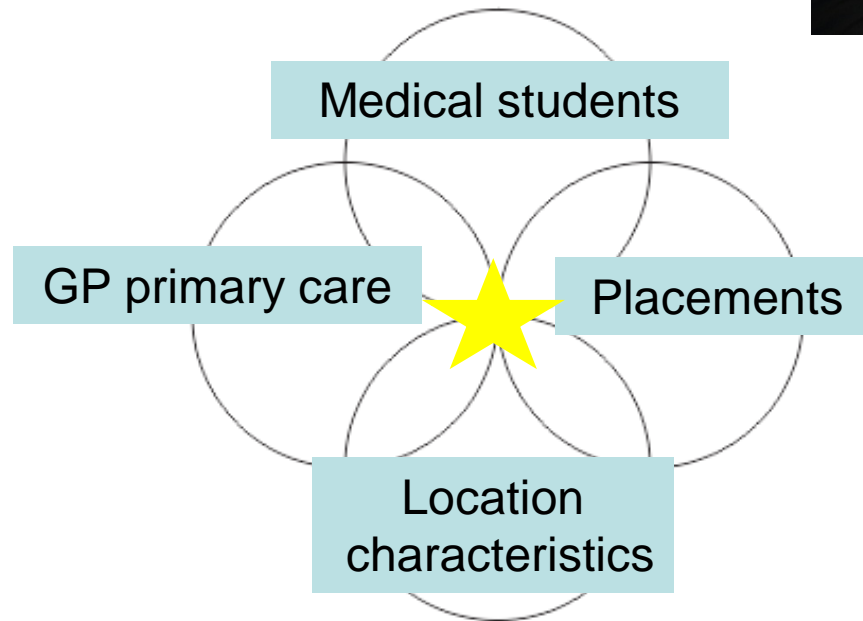 Medical students
GP primary care
Placements
Location
characteristics